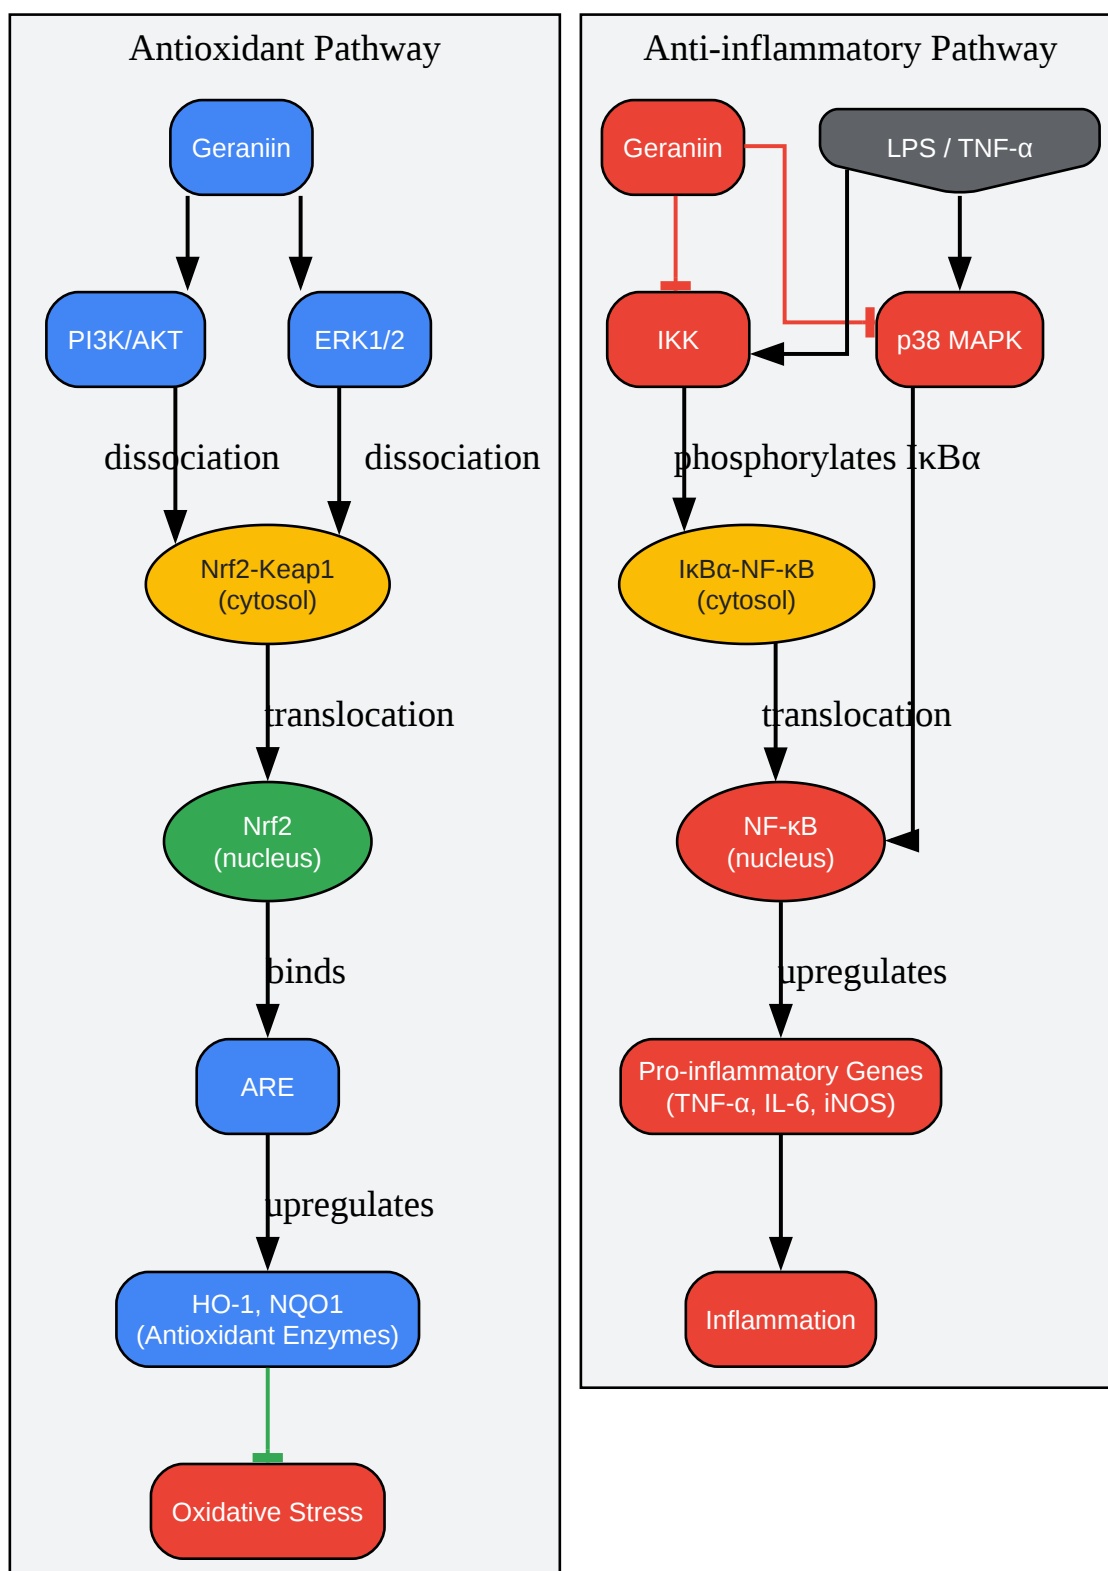 Antioxidant Pathway
Geraniin
PI3K/AKT
ERK1/2
dissociation
dissociation
Nrf2-Keap1
(cytosol)
translocation
Nrf2
(nucleus)
binds
ARE
upregulates
HO-1, NQO1
(Antioxidant Enzymes)
Oxidative Stress
Anti-inflammatory Pathway
Geraniin
LPS / TNF-α
IKK
p38 MAPK
phosphorylates IκBα
IκBα-NF-κB
(cytosol)
translocation
NF-κB
(nucleus)
upregulates
Pro-inflammatory Genes
(TNF-α, IL-6, iNOS)
Inflammation